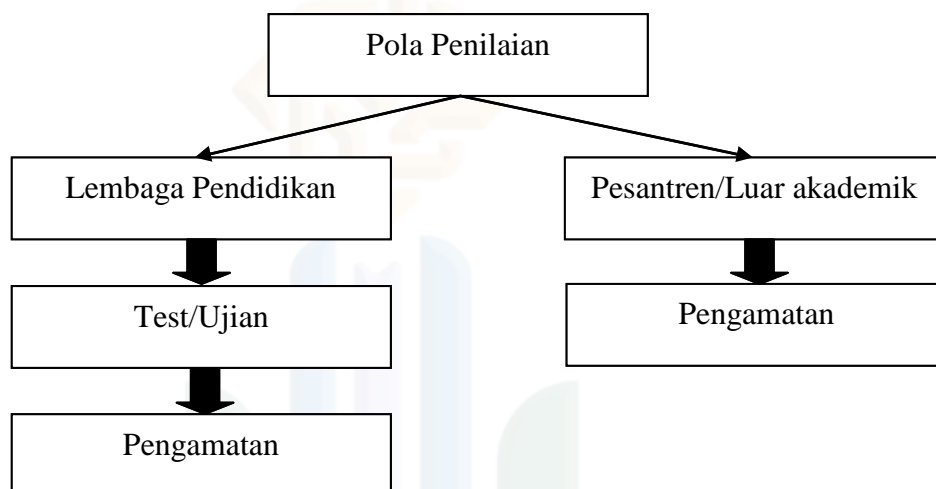 Pola Penilaian
Lembaga Pendidikan
Pesantren/Luar akademik
Test/Ujian
Pengamatan
Pengamatan